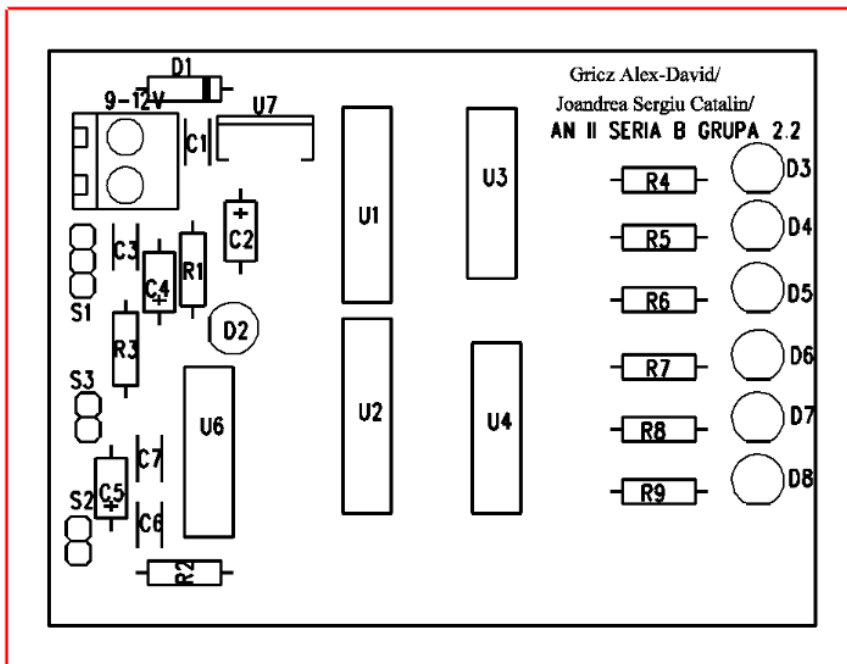 Gricz Alex-David/
Joandrea Sergiu Catalin/
AN II SERIA B GRUPA 2.2
D1
9-12V
U7
C1
U1
U3
R4
D3
C2
C3
R1
C4
S1
R5
D4
R6
D5
D2
R3
R7
D6
S3
U6
U2
U4
R8
D7
C7
C5
S2
C6
R9
D8
R2